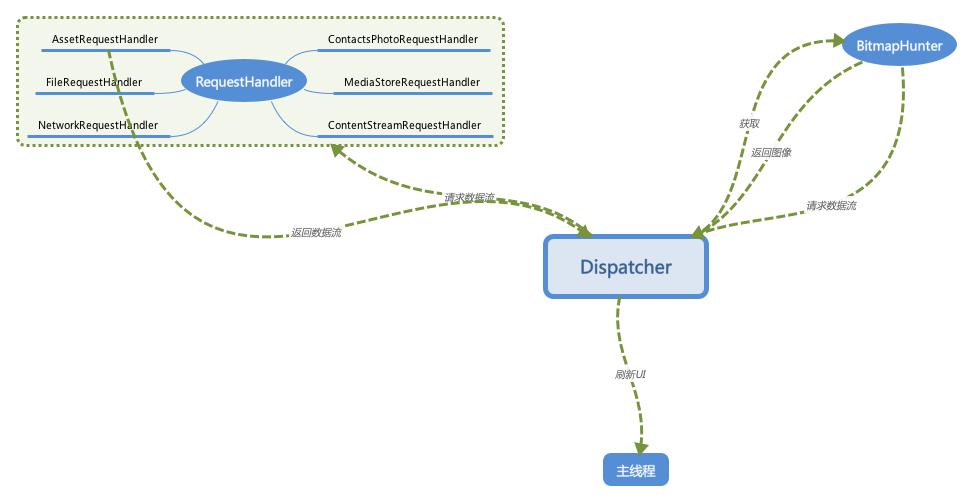 AssetRequestHandler
ContactsPhotoRequestHandler
BitmapHunter
FileRequestHandler
RequestHandler
MediaStoreRequestHandler
NetworkRequestHandler
ContentStreamRequestHandler
获取
返回图像
请求数据流
请求数据流
返回数据流
Dispatcher
刷新UI
主线程